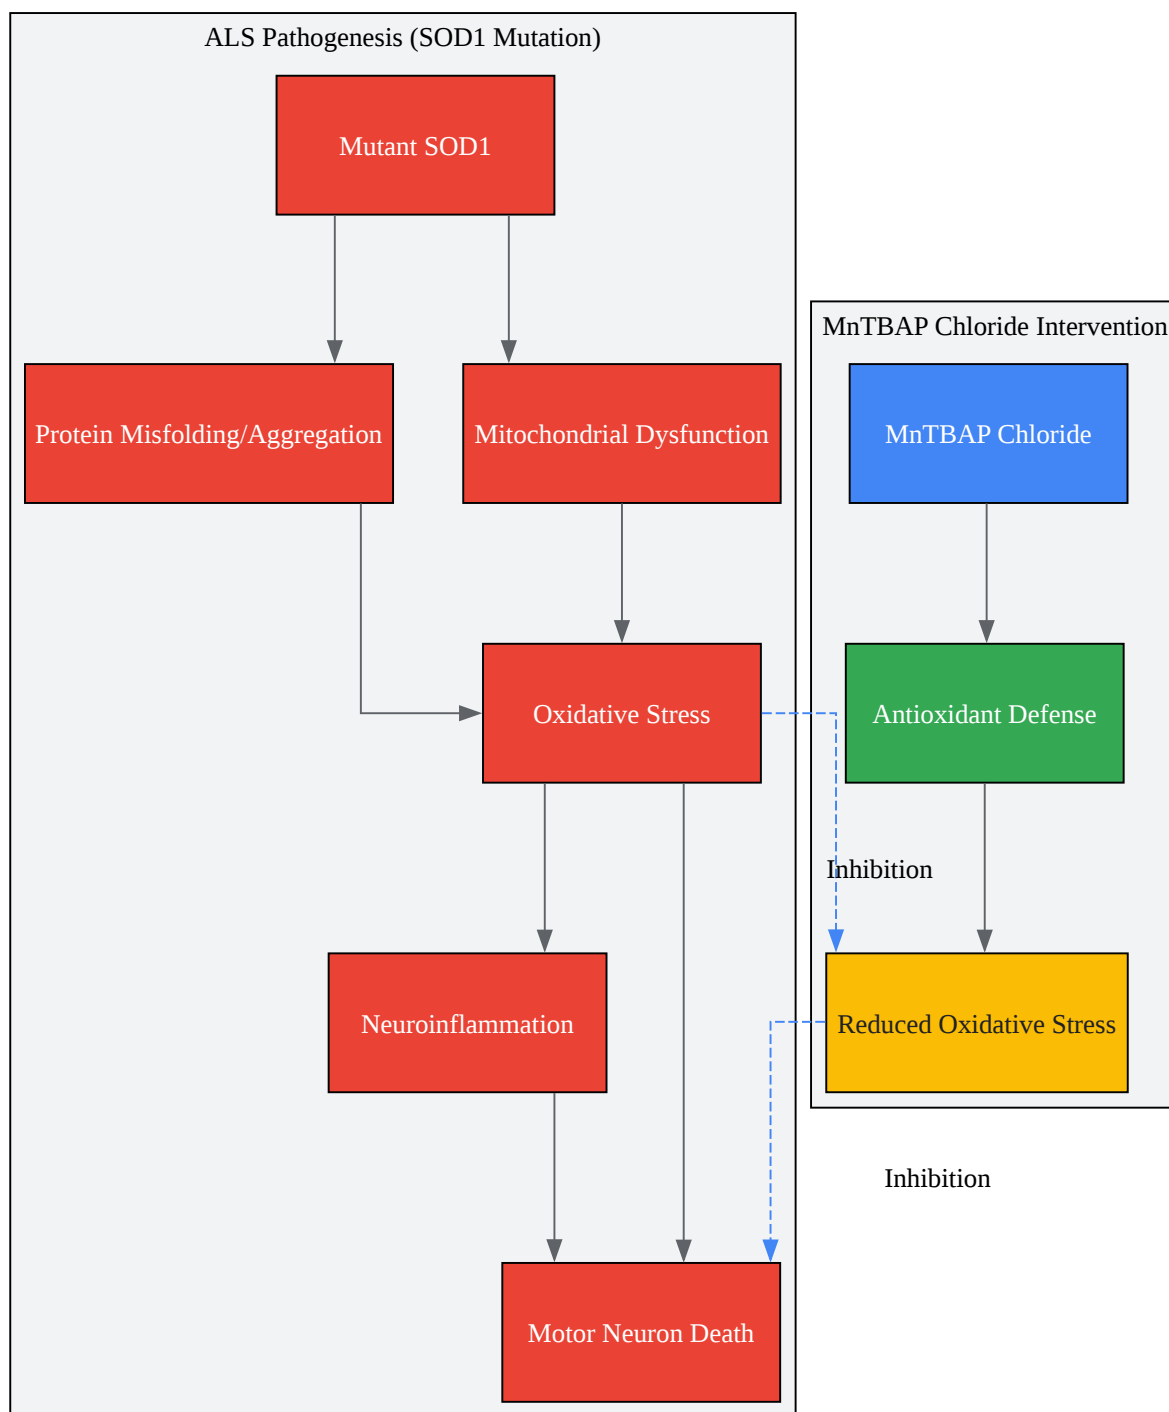 ALS Pathogenesis (SOD1 Mutation)
Mutant SOD1
MnTBAP Chloride Intervention
Protein Misfolding/Aggregation
Mitochondrial Dysfunction
MnTBAP Chloride
Oxidative Stress
Antioxidant Defense
Inhibition
Neuroinflammation
Reduced Oxidative Stress
Inhibition
Motor Neuron Death